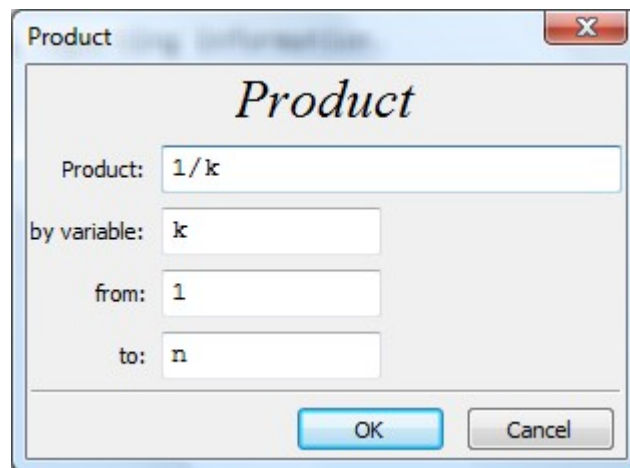 Product
Product
Product: 1/k
by variable: k
from: 1
to: n
OK Cancel